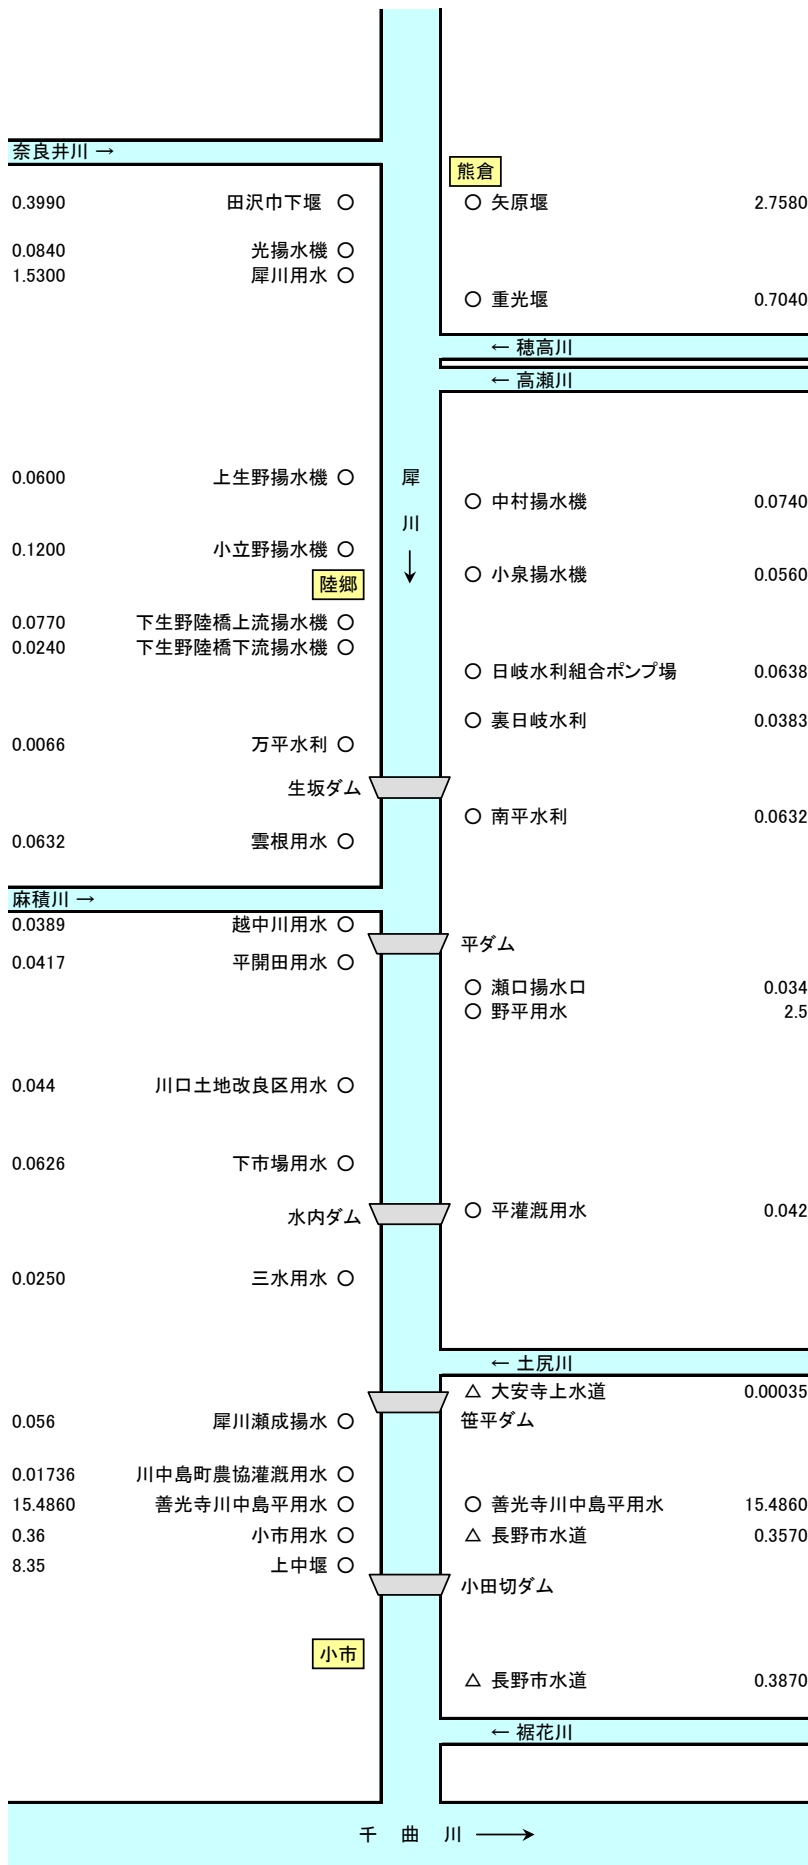 奈良井川 →
熊倉
0.3990 田沢巾下堰 ○
○ 矢原堰 2.7580
0.0840 光揚水機 ○
1.5300 犀川用水 ○
○ 重光堰 0.7040
← 穂高川
← 高瀬川
0.0600 上生野揚水機 ○
犀川
↓
○ 中村揚水機 0.0740
0.1200 小立野揚水機 ○
○ 小泉揚水機 0.0560
陸郷
0.0770 下生野陸橋上流揚水機 ○
0.0240 下生野陸橋下流揚水機 ○
○ 日岐水利組合ポンプ場 0.0638
○ 裏日岐水利 0.0383
0.0066 万平水利 ○
生坂ダム
○ 南平水利 0.0632
0.0632 雲根用水 ○
麻積川 →
0.0389 越中川用水 ○
平ダム
0.0417 平開田用水 ○
○ 瀬口揚水口 0.034
○ 野平用水 2.5
0.044 川口土地改良区用水 ○
0.0626 下市場用水 ○
水内ダム
○ 平灌漑用水 0.042
0.0250 三水用水 ○
← 土尻川
△ 大安寺上水道 0.00035
0.056 犀川瀬成揚水 ○
笹平ダム
0.01736 川中島町農協灌漑用水 ○
15.4860 善光寺川中島平用水 ○
○ 善光寺川中島平用水 15.4860
0.36 小市用水 ○
△ 長野市水道 0.3570
8.35 上中堰 ○
小田切ダム
小市
△ 長野市水道 0.3870
← 裾花川
千曲川 →